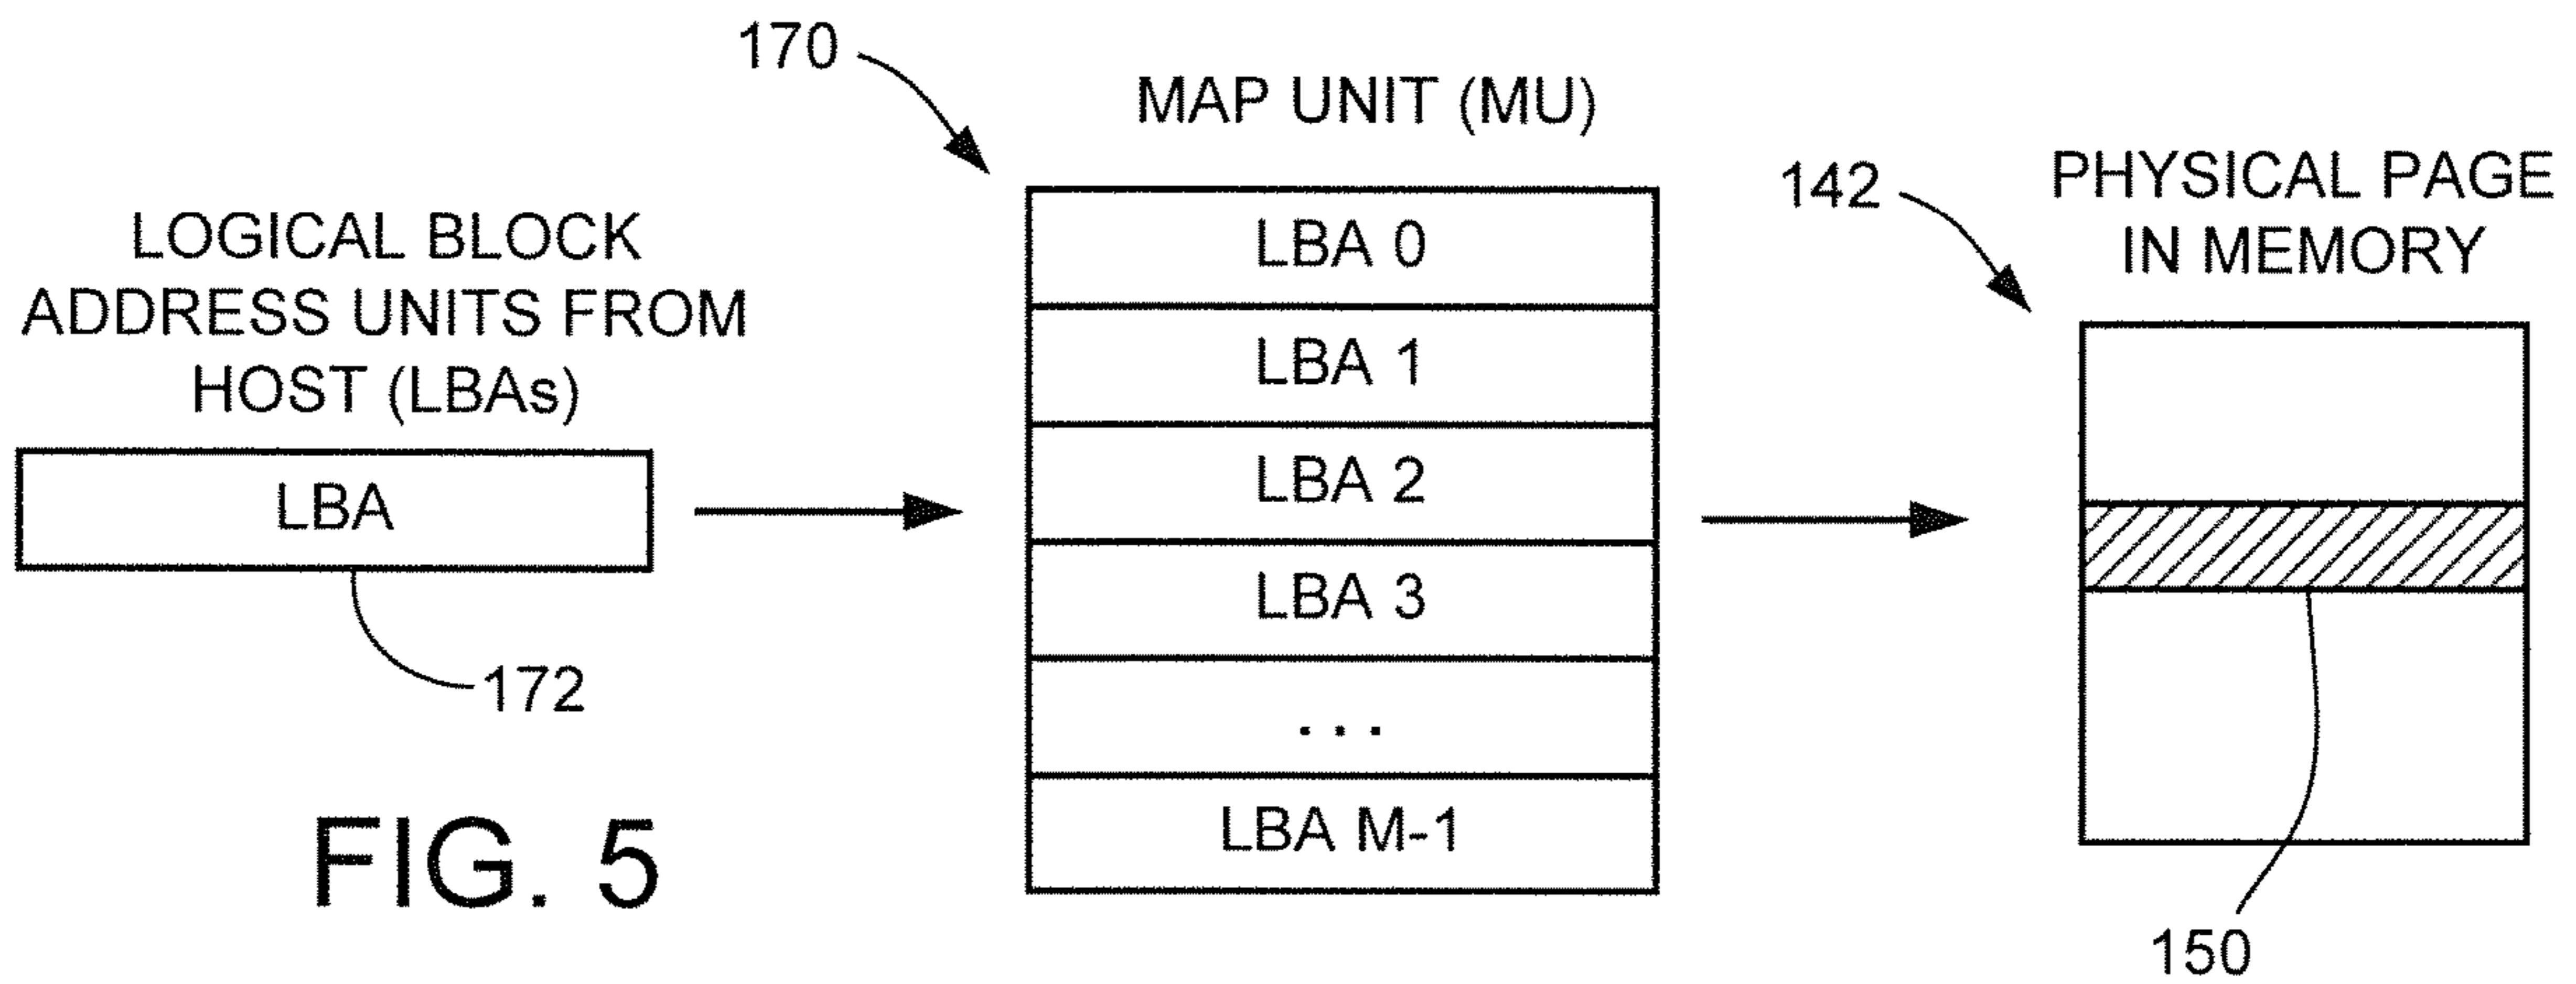 170
MAP UNIT (MU)
142
PHYSICAL PAGE
IN MEMORY
LOGICAL BLOCK
ADDRESS UNITS FROM
HOST (LBAs)
LBA
172
LBA 0
LBA 1
LBA 2
LBA 3
...
LBA M-1
150
FIG. 5